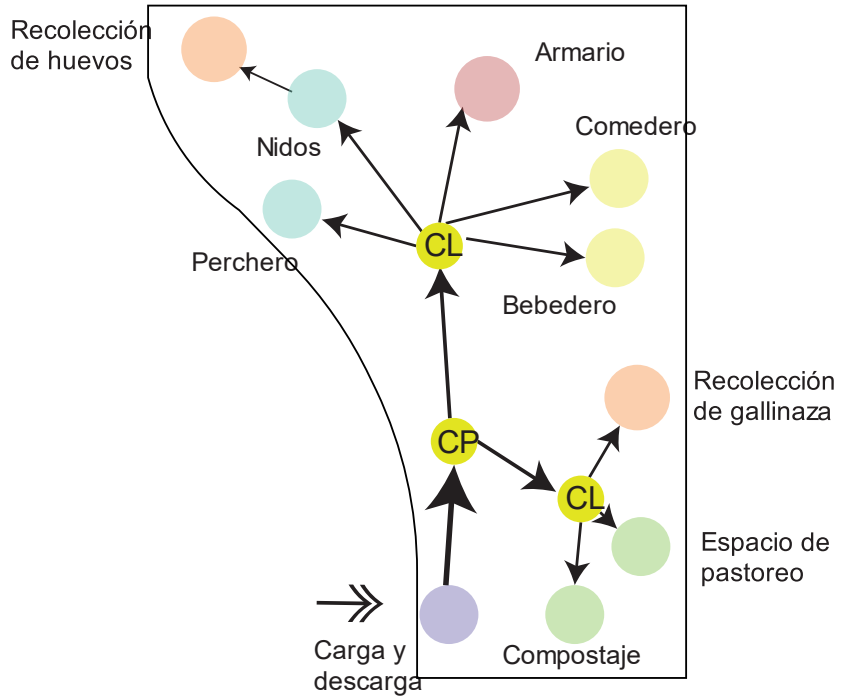 Recolección
de huevos
Armario
Nidos
Comedero
Perchero
CL
Bebedero
Recolección
de gallinaza
CP
CL
Espacio de
pastoreo
Carga y
descarga
Compostaje